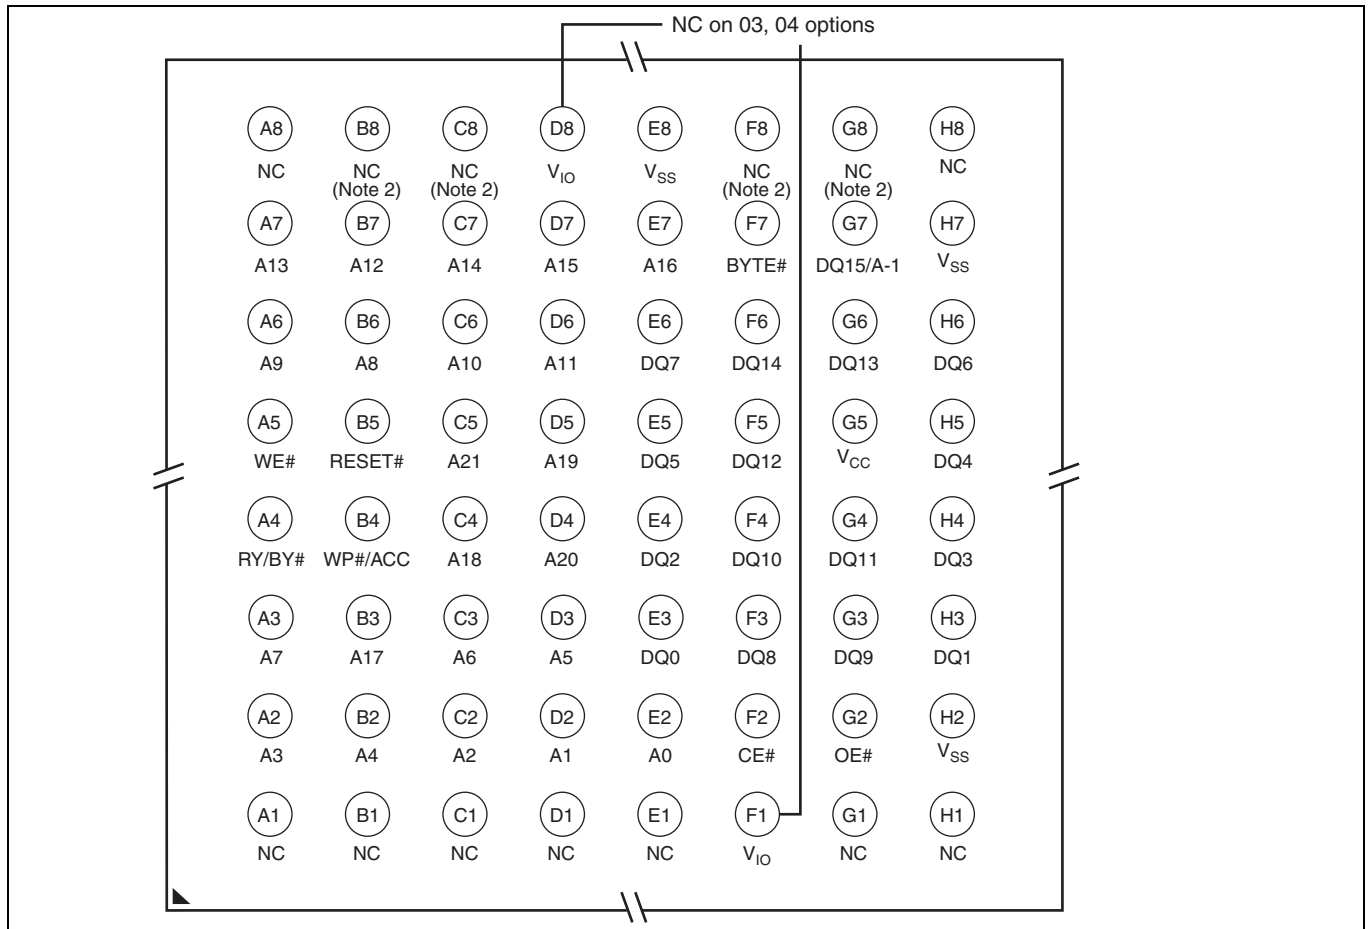 NC on 03, 04 options
A8 B8 C8 D8 E8 F8 G8 H8
NC NC NC VIO VSS NC NC NC
(Note 2) (Note 2) (Note 2) (Note 2)
A7 B7 C7 D7 E7 F7 G7 H7
A13 A12 A14 A15 A16 BYTE# DQ15/A-1 VSS
A6 B6 C6 D6 E6 F6 G6 H6
A9 A8 A10 A11 DQ7 DQ14 DQ13 DQ6
A5 B5 C5 D5 E5 F5 G5 H5
WE# RESET# A21 A19 DQ5 DQ12 VCC DQ4
A4 B4 C4 D4 E4 F4 G4 H4
RY/BY# WP#/ACC A18 A20 DQ2 DQ10 DQ11 DQ3
A3 B3 C3 D3 E3 F3 G3 H3
A7 A17 A6 A5 DQ0 DQ8 DQ9 DQ1
A2 B2 C2 D2 E2 F2 G2 H2
A3 A4 A2 A1 A0 CE# OE# VSS
A1 B1 C1 D1 E1 F1 G1 H1
NC NC NC NC NC VIO NC NC